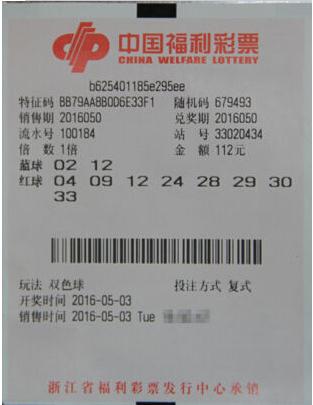 中国福利彩票
CHINA WELFARE LOTTERY
b625401185e295ee
特征码 BB79AA8B0D6E33F1 随机码 679493
销售期 2016050 兑奖期 2016050
流水号 100184 站 号 33020434
倍 数 1倍 金 额 112元
蓝球 02 12
红球 04 09 12 24 28 29 30
33
玩法 双色球 投注方式 复式
开奖时间 2016-05-03
销售时间 2016-05-03 Tue
浙江省福利彩票发行中心承销